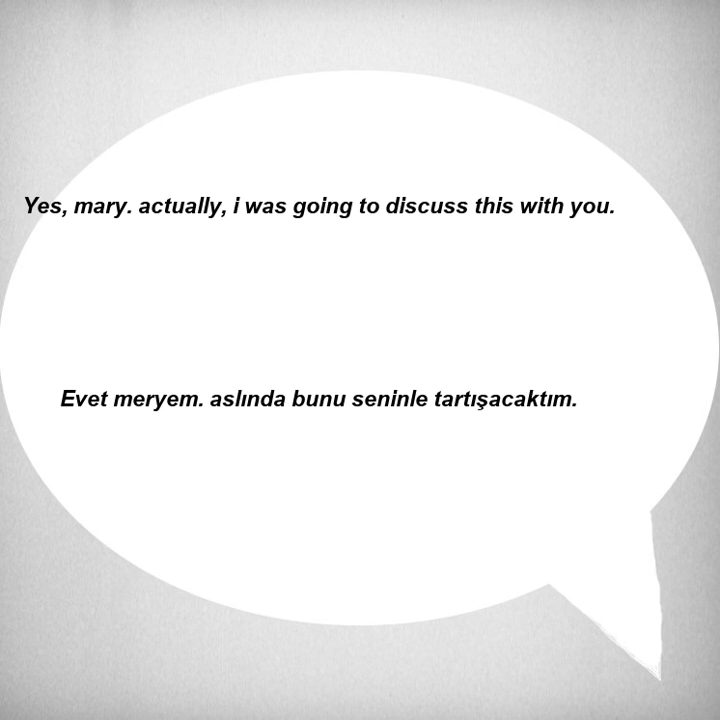 Yes, mary. actually, i was going to discuss this with you.
Evet meryem. aslında bunu seninle tartışacaktım.